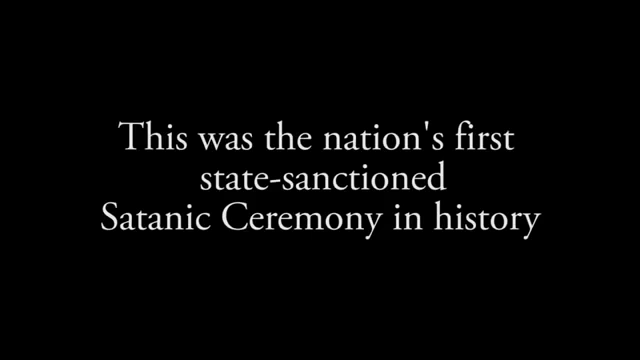 This was the nation's first
state-sanctioned
Satanic Ceremony in history